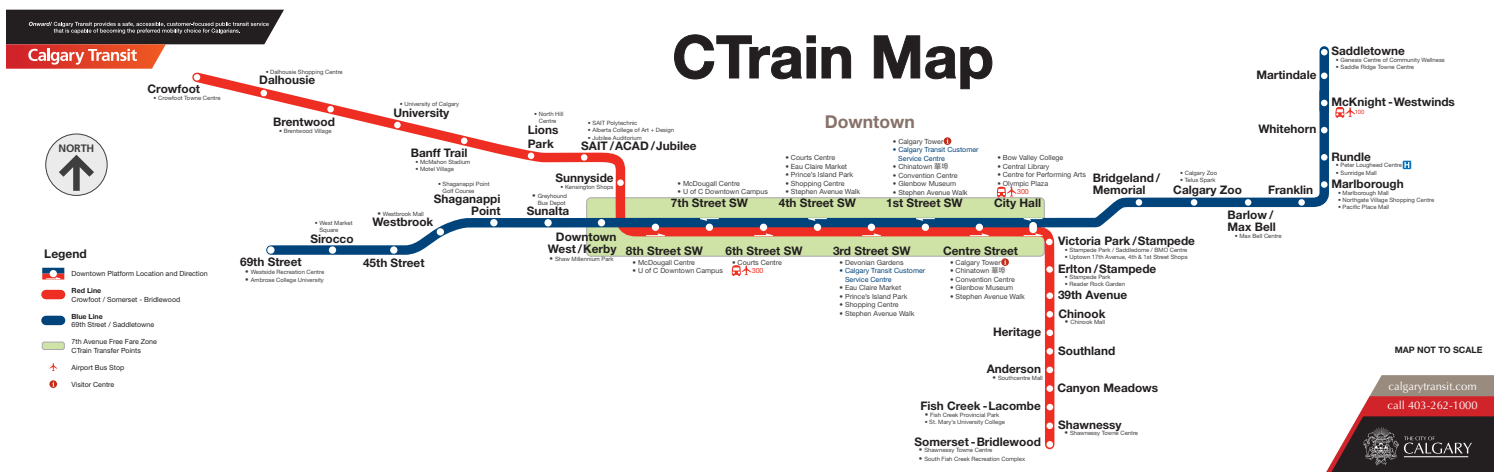 Onward/ Calgary Transit provides a safe, accessible, customer-focused public transit service
that is capable of becoming the preferred mobility choice for Calgarians.
Calgary Transit
CTrain Map
NORTH
Crowfoot
• Crowfoot Towne Centre
• Dalhousie Shopping Centre
Dalhousie
Brentwood
• Brentwood Village
• University of Calgary
University
Banff Trail
• McMahon Stadium
• Motel Village
• North Hill
Centre
Lions
Park
• SAIT Polytechnic
• Alberta College of Art + Design
• Jubilee Auditorium
SAIT / ACAD / Jubilee
Sunnyside
• Kensington Shops
69th Street
• Westside Recreation Centre
• Ambrose College University
• West Market
Square
Sirocco
45th Street
• Westbrook Mall
Westbrook
• Shaganappi Point
Golf Course
Shaganappi
Point
• Greyhound
Bus Depot
Sunalta
Downtown
West / Kerby
• Shaw Millennium Park
Downtown
• McDougall Centre
• U of C Downtown Campus
7th Street SW
• Courts Centre
• Eau Claire Market
• Prince's Island Park
• Shopping Centre
• Stephen Avenue Walk
4th Street SW
• Calgary Tower
• Calgary Transit Customer
Service Centre
• Chinatown 華埠
• Convention Centre
• Glenbow Museum
• Stephen Avenue Walk
1st Street SW
• Bow Valley College
• Central Library
• Centre for Performing Arts
• Olympic Plaza
300
City Hall
8th Street SW
• McDougall Centre
• U of C Downtown Campus
6th Street SW
• Courts Centre
300
3rd Street SW
• Devonian Gardens
• Calgary Transit Customer
Service Centre
• Eau Claire Market
• Prince's Island Park
• Shopping Centre
• Stephen Avenue Walk
Centre Street
• Calgary Tower
• Chinatown 華埠
• Convention Centre
• Glenbow Museum
• Stephen Avenue Walk
Bridgeland /
Memorial
• Calgary Zoo
• Telus Spark
Calgary Zoo
Barlow /
Max Bell
• Max Bell Centre
Franklin
Saddletowne
• Genesis Centre of Community Wellness
• Saddle Ridge Towne Centre
Martindale
McKnight - Westwinds
100
Whitehorn
Rundle
• Peter Lougheed Centre H
• Sunridge Mall
Marlborough
• Marlborough Mall
• Northgate Village Shopping Centre
• Pacific Place Mall
Victoria Park / Stampede
• Stampede Park / Saddledome / BMO Centre
• Uptown 17th Avenue, 4th & 1st Street Shops
Erlton / Stampede
• Stampede Park
• Reader Rock Garden
39th Avenue
Chinook
• Chinook Mall
Heritage
Southland
Anderson
• Southcentre Mall
Canyon Meadows
Fish Creek - Lacombe
• Fish Creek Provincial Park
• St. Mary's University College
Shawnessy
• Shawnessy Towne Centre
Somerset - Bridlewood
• Shawnessy Towne Centre
• South Fish Creek Recreation Complex
Legend
Downtown Platform Location and Direction
Red Line
Crowfoot / Somerset - Bridlewood
Blue Line
69th Street / Saddletowne
7th Avenue Free Fare Zone
CTrain Transfer Points
Airport Bus Stop
Visitor Centre
MAP NOT TO SCALE
calgarytransit.com
call 403-262-1000
THE CITY OF
CALGARY